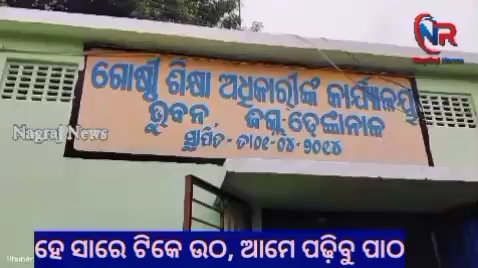 NR
Nagraj News
ଗୋଷ୍ଠୀ ଶିକ୍ଷା ଅଧିକାରୀଙ୍କ କାର୍ଯ୍ୟାଳୟ
ଭୁବନ, ଜିଲ୍ଲା-ଢ଼େଙ୍କାନାଳ
Nagraj News
ସ୍ଥାପିତ-
ହେ ସାରେ ଟିକେ ଉଠ, ଆମେ ପଢ଼ିବୁ ପାଠ